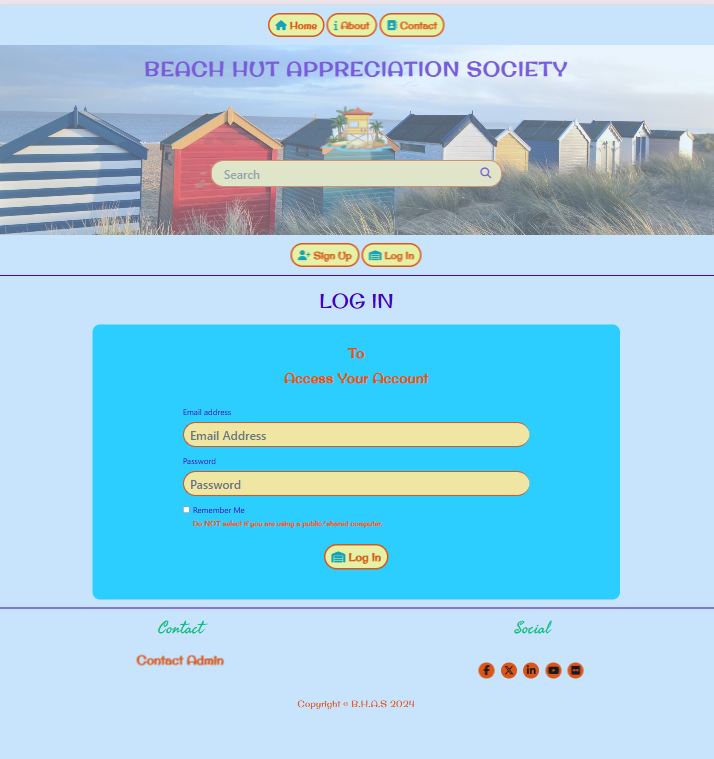 Home About Contact
BEACH HUT APPRECIATION SOCIETY
Search
Sign Up Log In
LOG IN
To
Access Your Account
Email address
Email Address
Password
Password
Remember Me
Do NOT select if you are using a public/shared computer.
Log In
Contact Social
Contact Admin
Copyright © B.H.A.S 2024